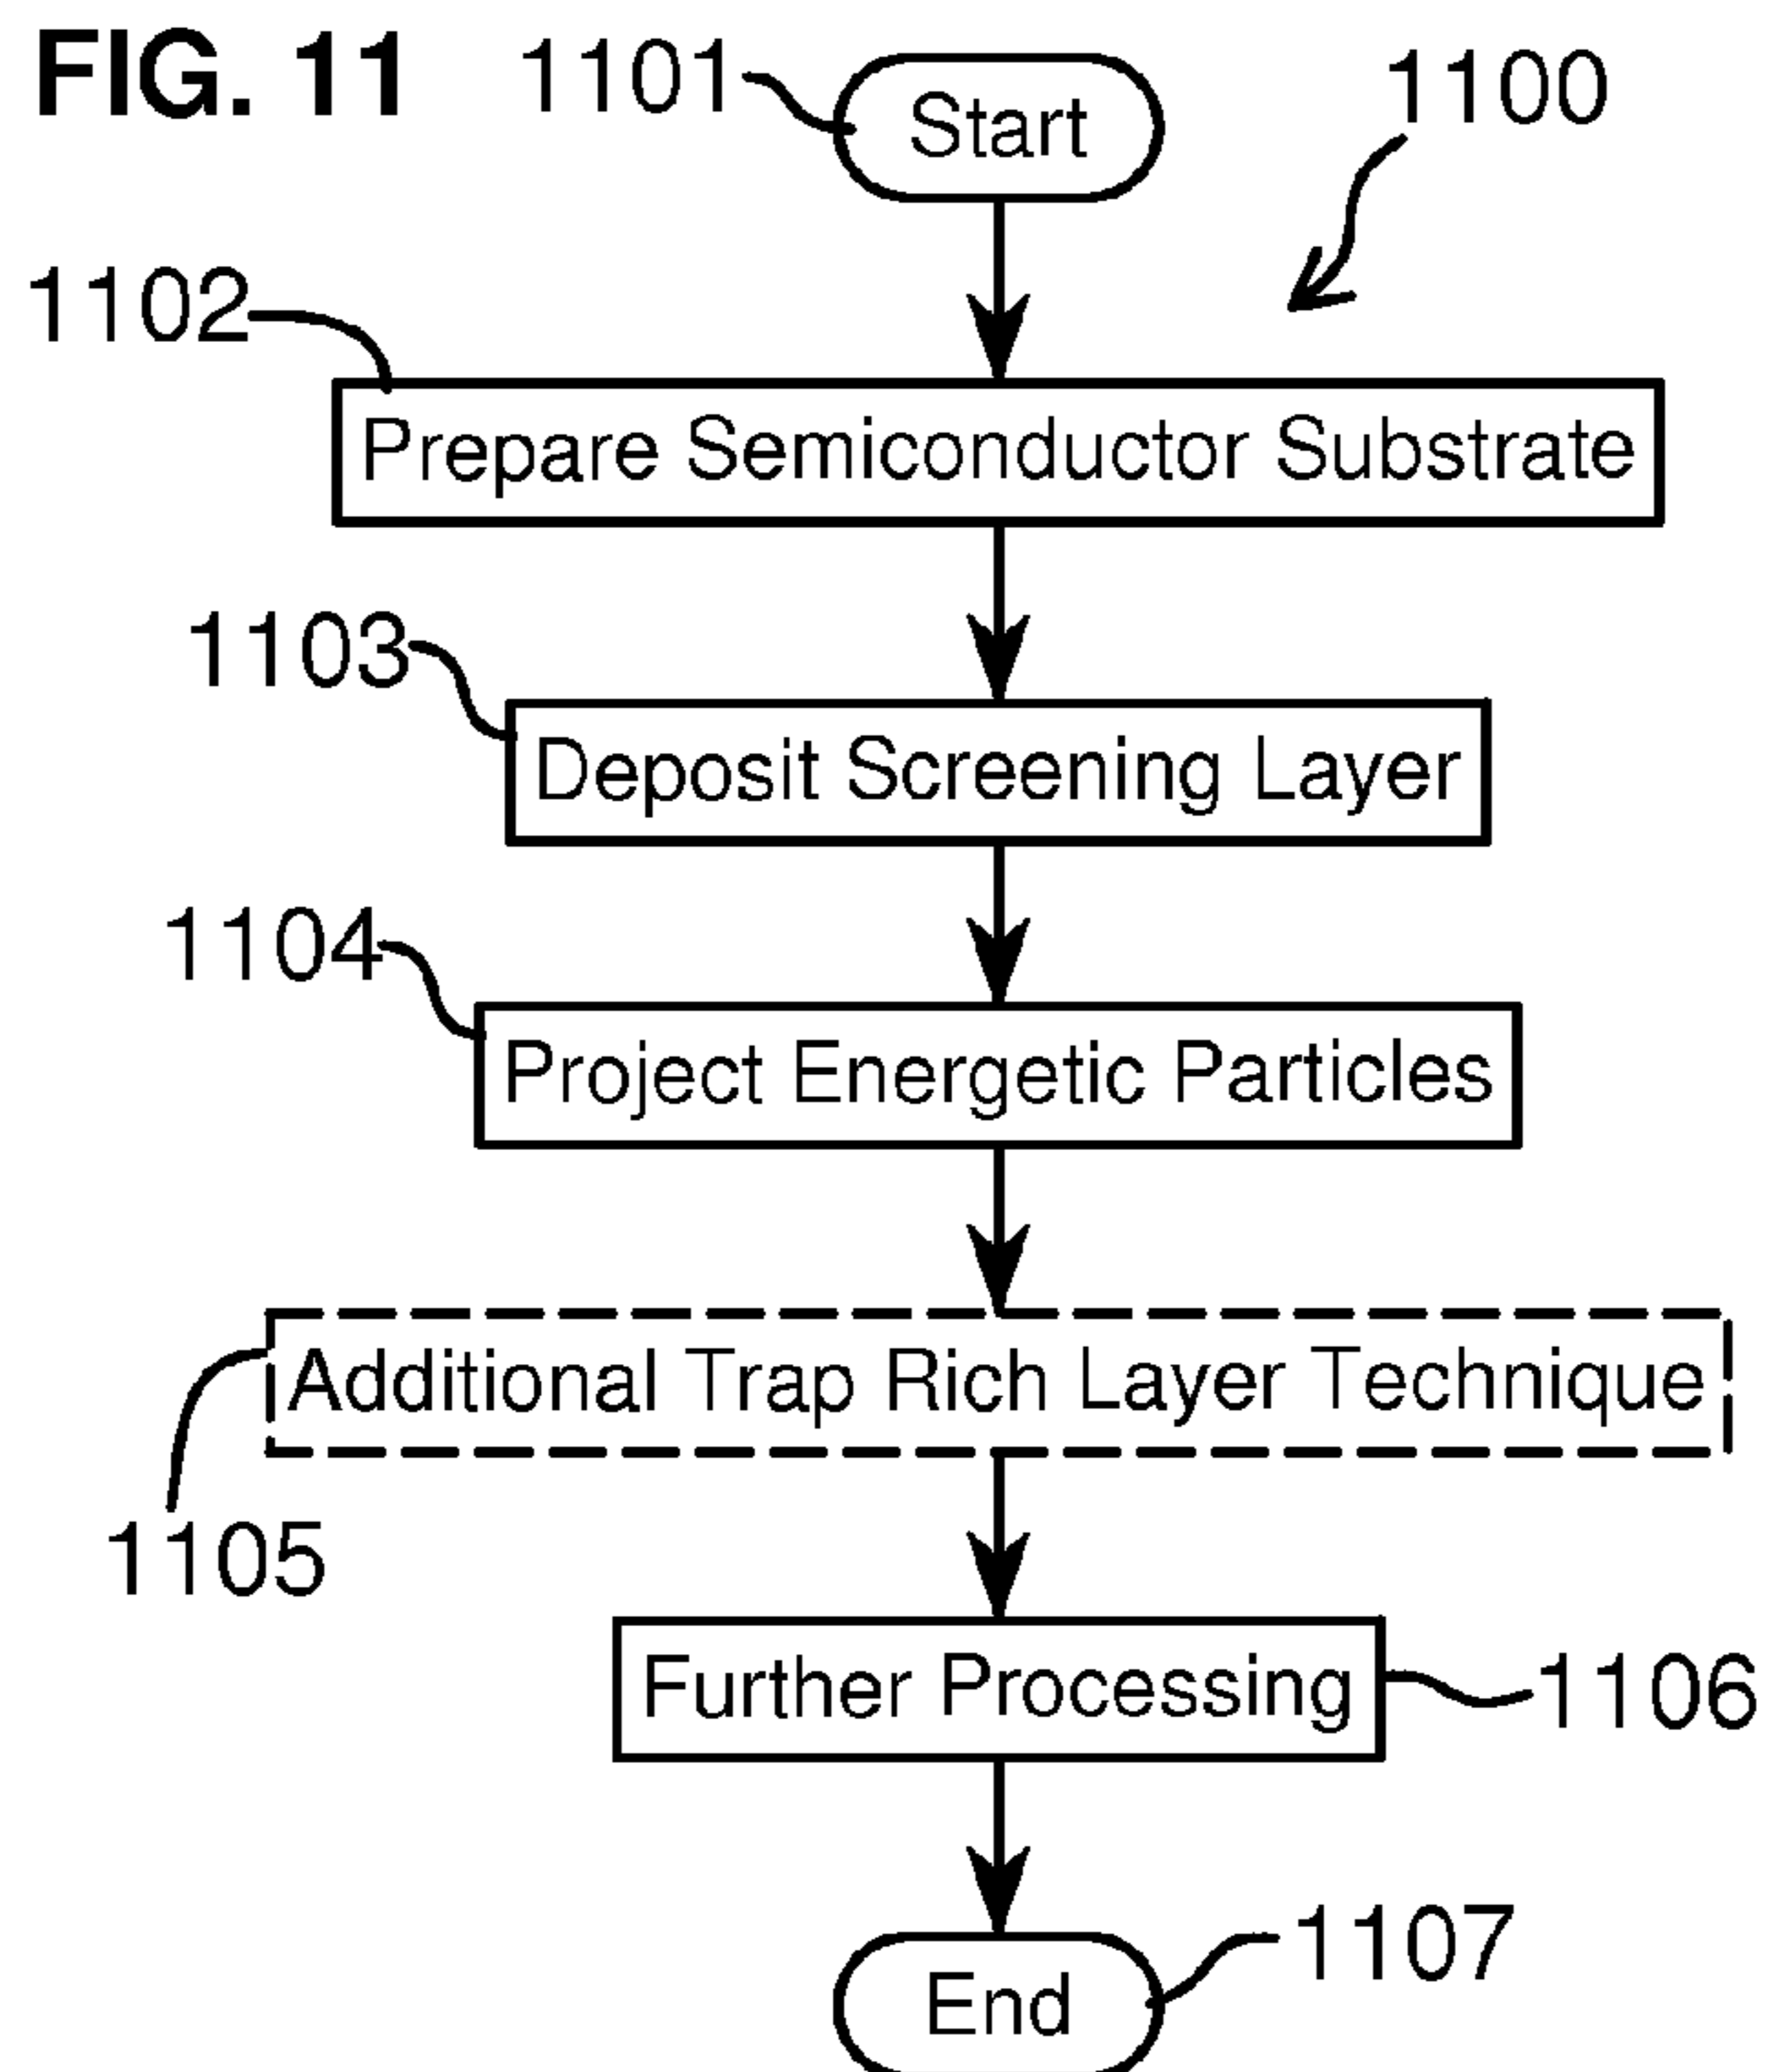 FIG. 11
1101
Start
1100
1102
Prepare Semiconductor Substrate
1103
Deposit Screening Layer
1104
Project Energetic Particles
Additional Trap Rich Layer Technique
1105
Further Processing
1106
1107
End